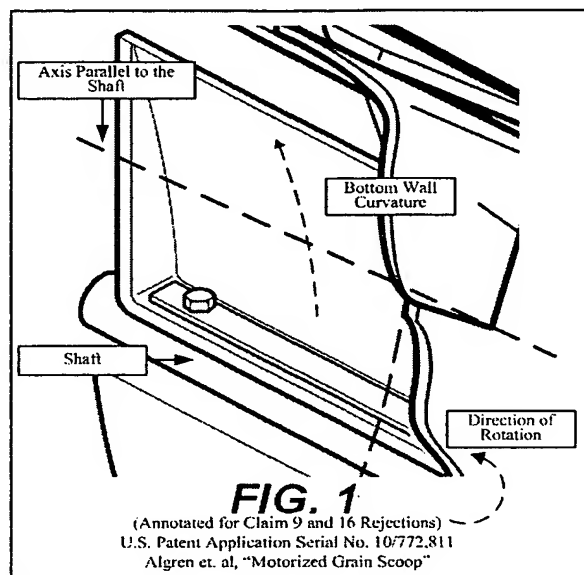 Axis Parallel to the
Shaft
Bottom Wall
Curvature
Shaft
Direction of
Rotation
FIG. 1
(Annotated for Claim 9 and 16 Rejections)
U.S. Patent Application Serial No. 10/772,811
Algren et. al, "Motorized Grain Scoop"